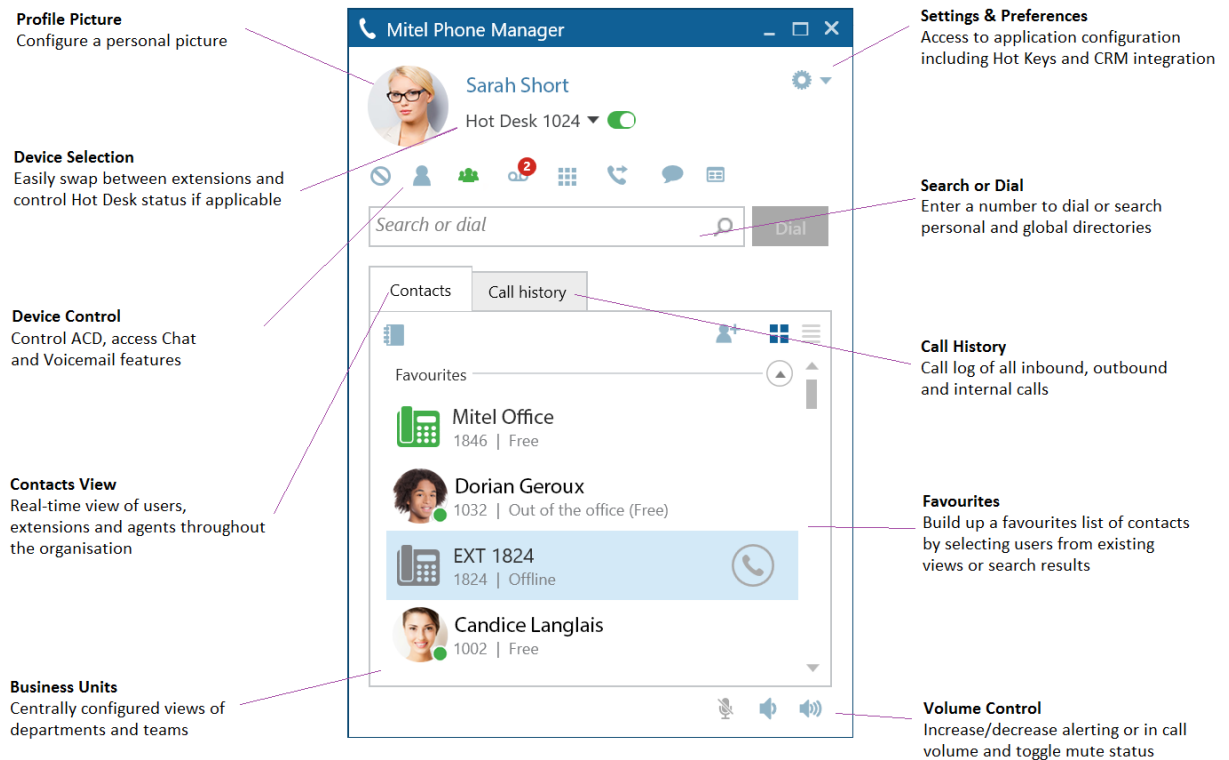 Profile Picture
Configure a personal picture
Device Selection
Easily swap between extensions and
control Hot Desk status if applicable
Device Control
Control ACD, access Chat
and Voicemail features
Contacts View
Real-time view of users,
extensions and agents throughout
the organisation
Business Units
Centrally configured views of
departments and teams
Mitel Phone Manager
Sarah Short
Hot Desk 1024
2
Search or dial
Dial
Contacts
Call history
Favourites
Mitel Office
1846 | Free
Dorian Geroux
1032 | Out of the office (Free)
EXT 1824
1824 | Offline
Candice Langlais
1002 | Free
Settings & Preferences
Access to application configuration
including Hot Keys and CRM integration
Search or Dial
Enter a number to dial or search
personal and global directories
Call History
Call log of all inbound, outbound
and internal calls
Favourites
Build up a favourites list of contacts
by selecting users from existing
views or search results
Volume Control
Increase/decrease alerting or in call
volume and toggle mute status